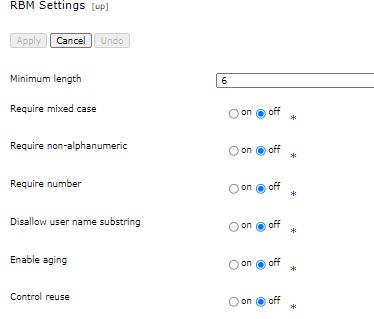 RBM Settings [up]
Apply Cancel Undo
Minimum length 6
Require mixed case on off *
Require non-alphanumeric on off *
Require number on off *
Disallow user name substring on off *
Enable aging on off *
Control reuse on off *